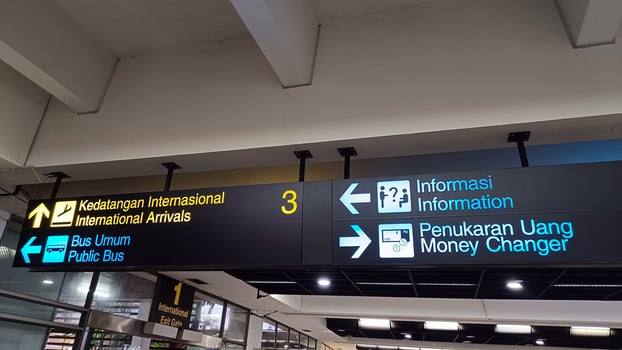 Kedatangan Internasional
International Arrivals
3
Bus Umum
Public Bus
Informasi
Information
Penukaran Uang
Money Changer
1
International
Exit Gate